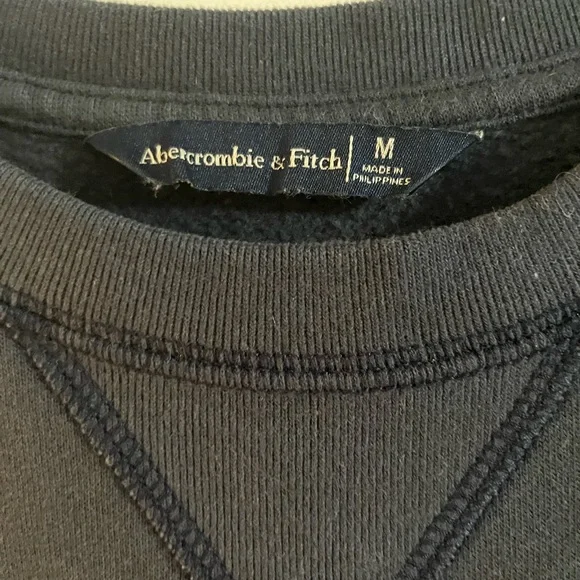 Abercrombie & Fitch
M
MADE IN
PHILIPPINES